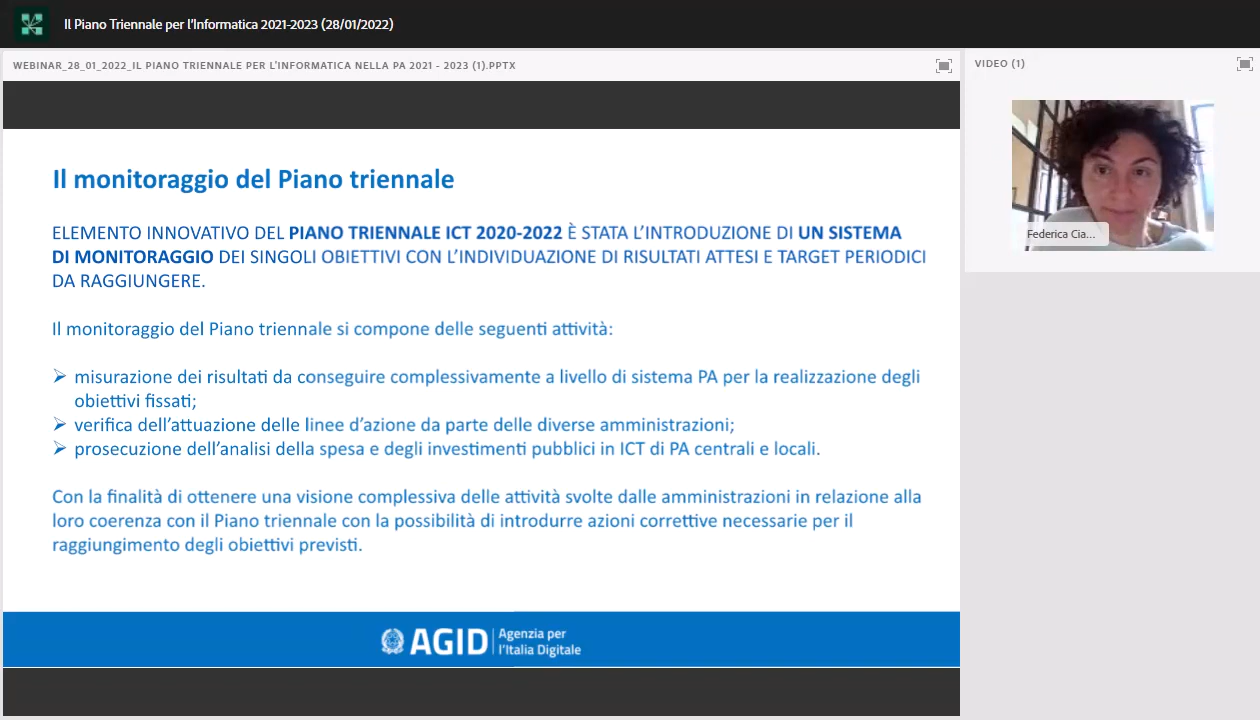 Il Piano Triennale per l'Informatica 2021-2023 (28/01/2022)
WEBINAR_28_01_2022_IL PIANO TRIENNALE PER L'INFORMATICA NELLA PA 2021 - 2023 (1).PPTX
VIDEO (1)
Il monitoraggio del Piano triennale
ELEMENTO INNOVATIVO DEL PIANO TRIENNALE ICT 2020-2022 È STATA L'INTRODUZIONE DI UN SISTEMA
DI MONITORAGGIO DEI SINGOLI OBIETTIVI CON L'INDIVIDUAZIONE DI RISULTATI ATTESI E TARGET PERIODICI
DA RAGGIUNGERE.
Il monitoraggio del Piano triennale si compone delle seguenti attività:
➢ misurazione dei risultati da conseguire complessivamente a livello di sistema PA per la realizzazione degli
obiettivi fissati;
➢ verifica dell'attuazione delle linee d'azione da parte delle diverse amministrazioni;
➢ prosecuzione dell'analisi della spesa e degli investimenti pubblici in ICT di PA centrali e locali.
Con la finalità di ottenere una visione complessiva delle attività svolte dalle amministrazioni in relazione alla
loro coerenza con il Piano triennale con la possibilità di introdurre azioni correttive necessarie per il
raggiungimento degli obiettivi previsti.
AGID Agenzia per
l'Italia Digitale
Federica Cia...